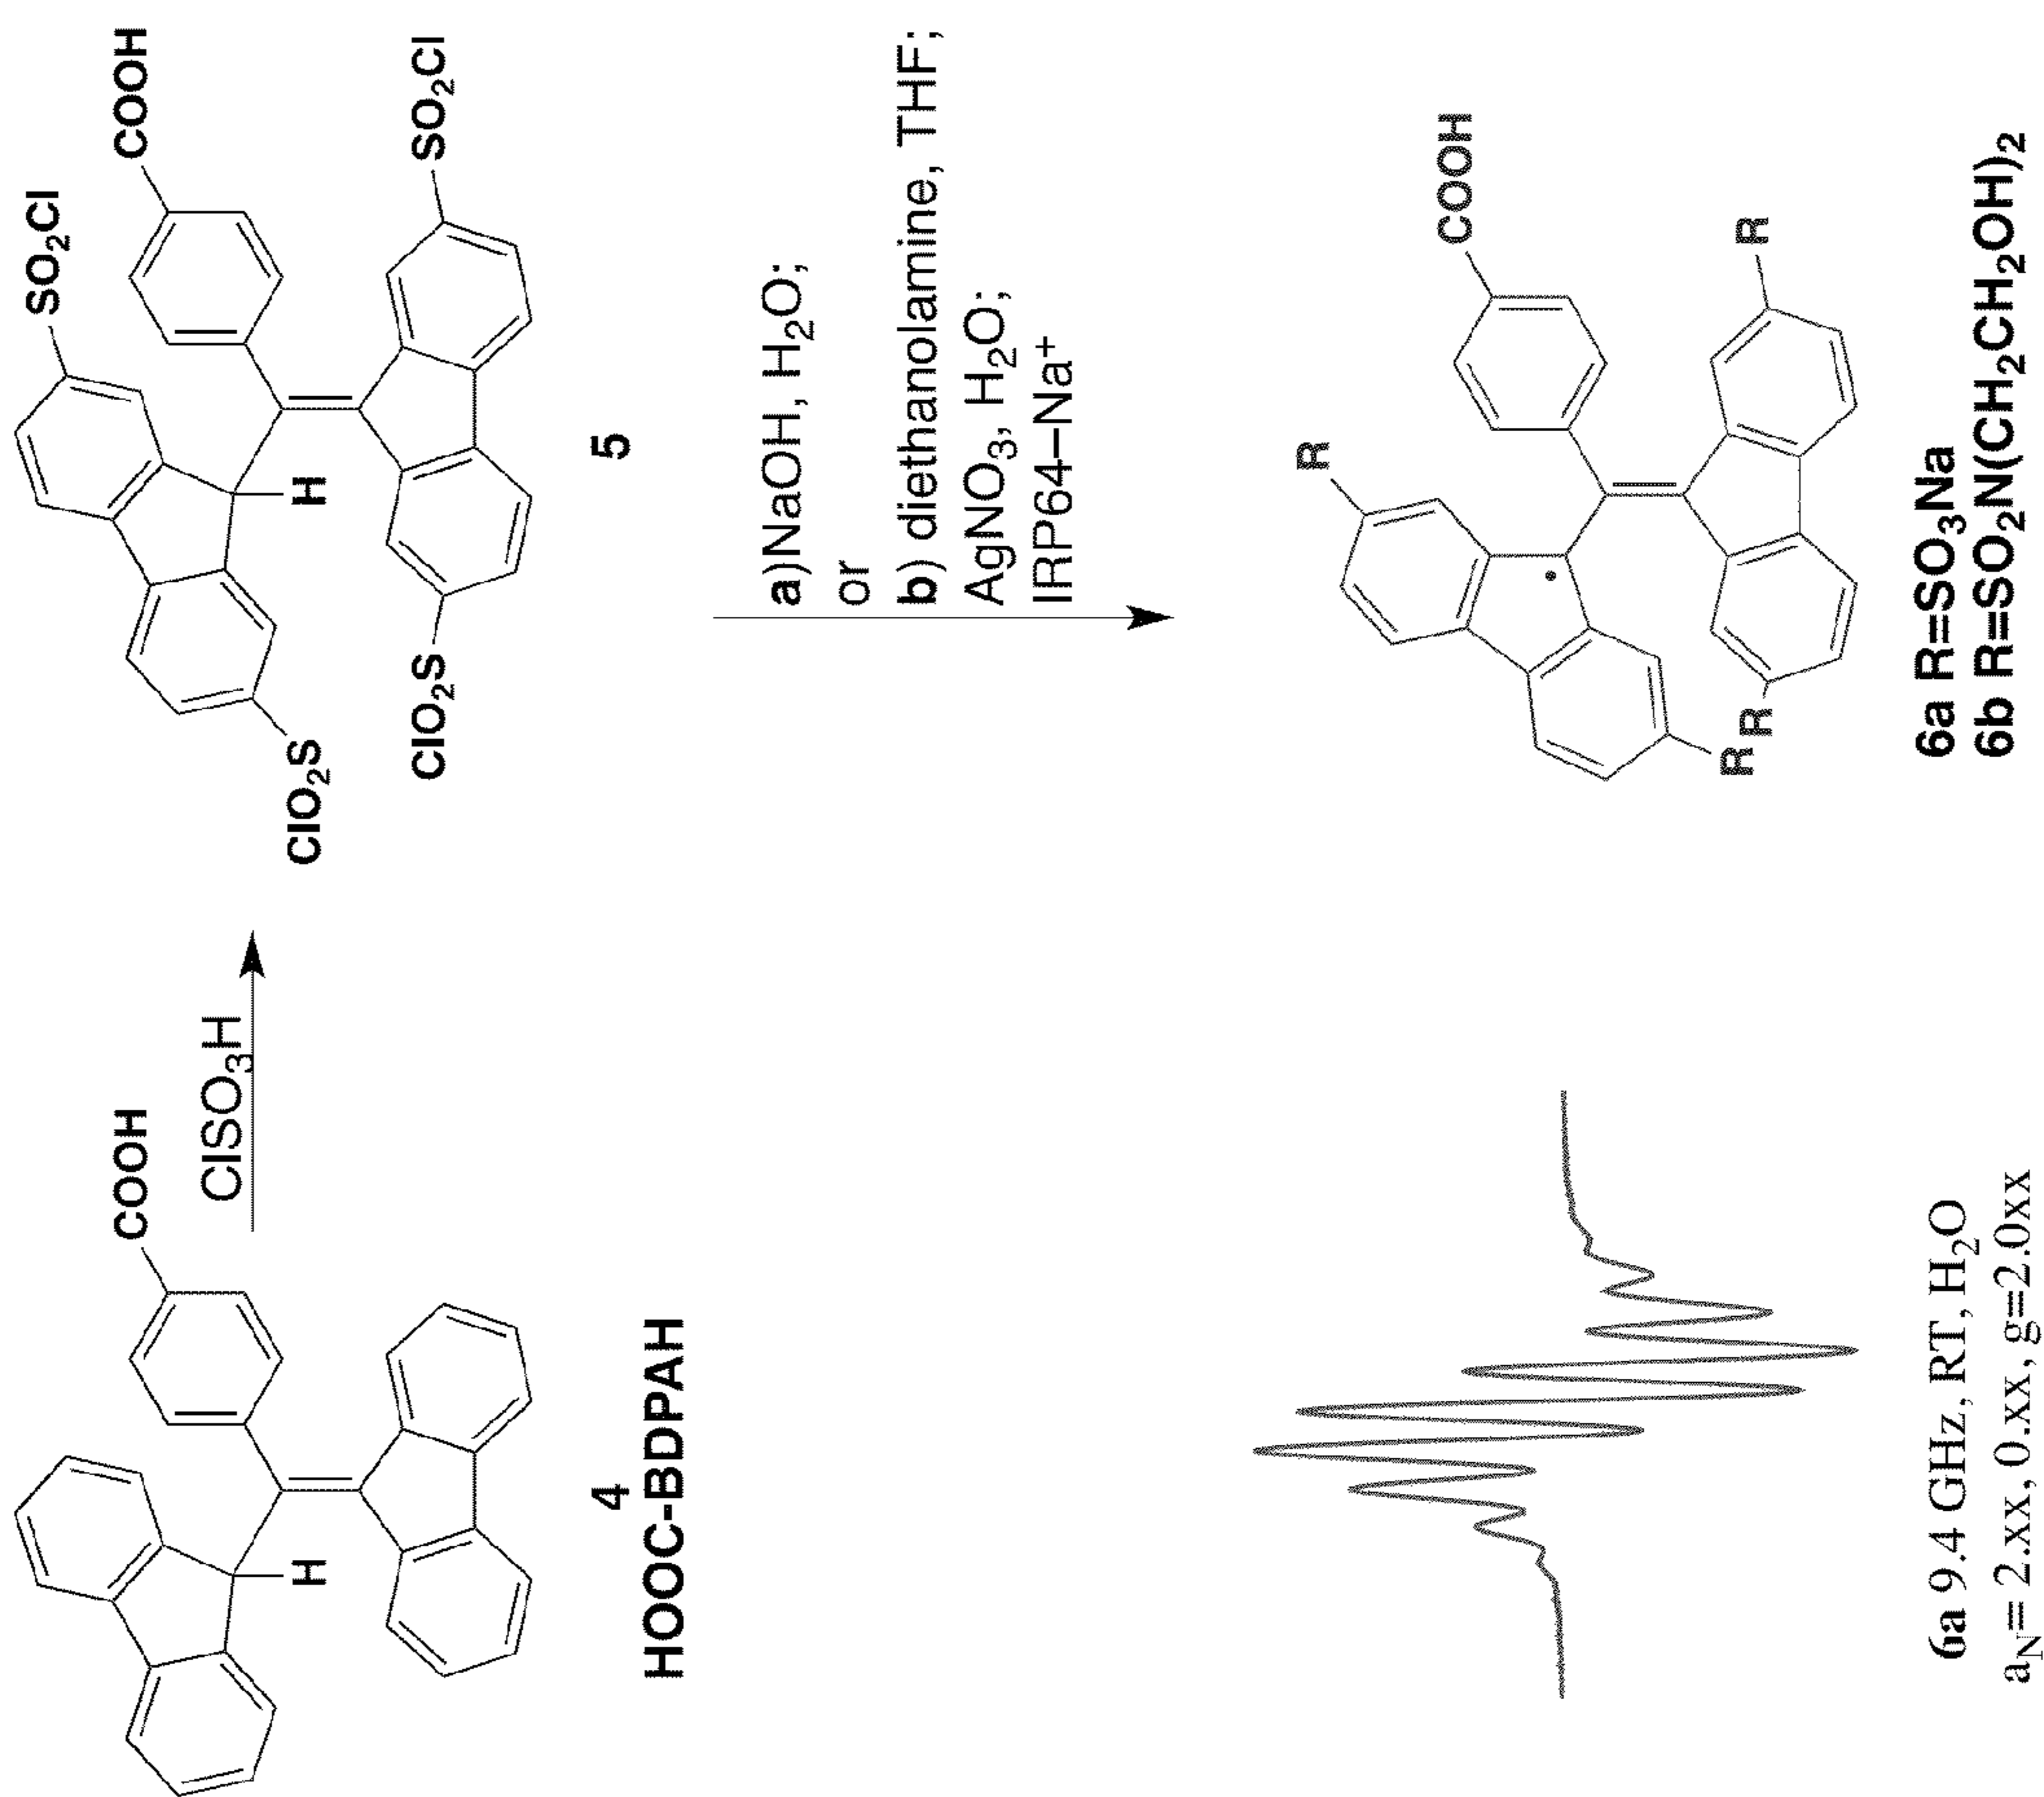 COOH
ClSO3H
4
HOOC-BDPAH
H
SO2Cl
COOH
H
SO2Cl
ClO2S
ClO2S
5
a)NaOH, H2O;
or
b) diethanolamine, THF;
AgNO3, H2O;
IRP64–Na+
6a 9.4 GHz, RT, H2O
aN= 2.xx, 0.xx, g=2.0xx
R
COOH
R
R
R
6a R=SO3Na
6b R=SO2N(CH2CH2OH)2